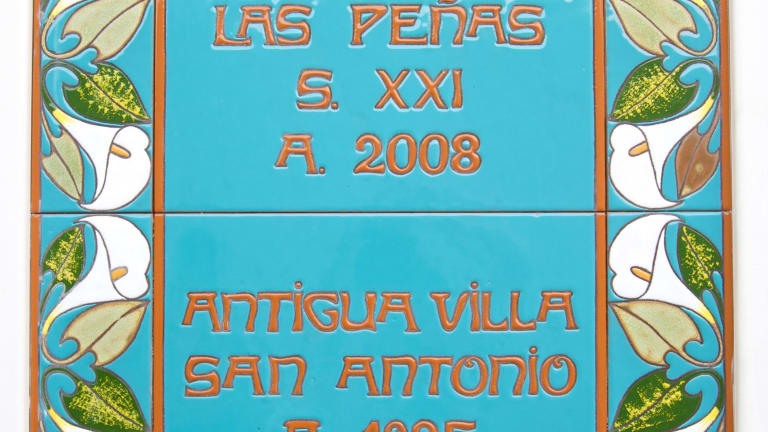 LAS PEÑAS
S. XXI
A. 2008
ANTIGUA VILLA
SAN ANTONIO
A.